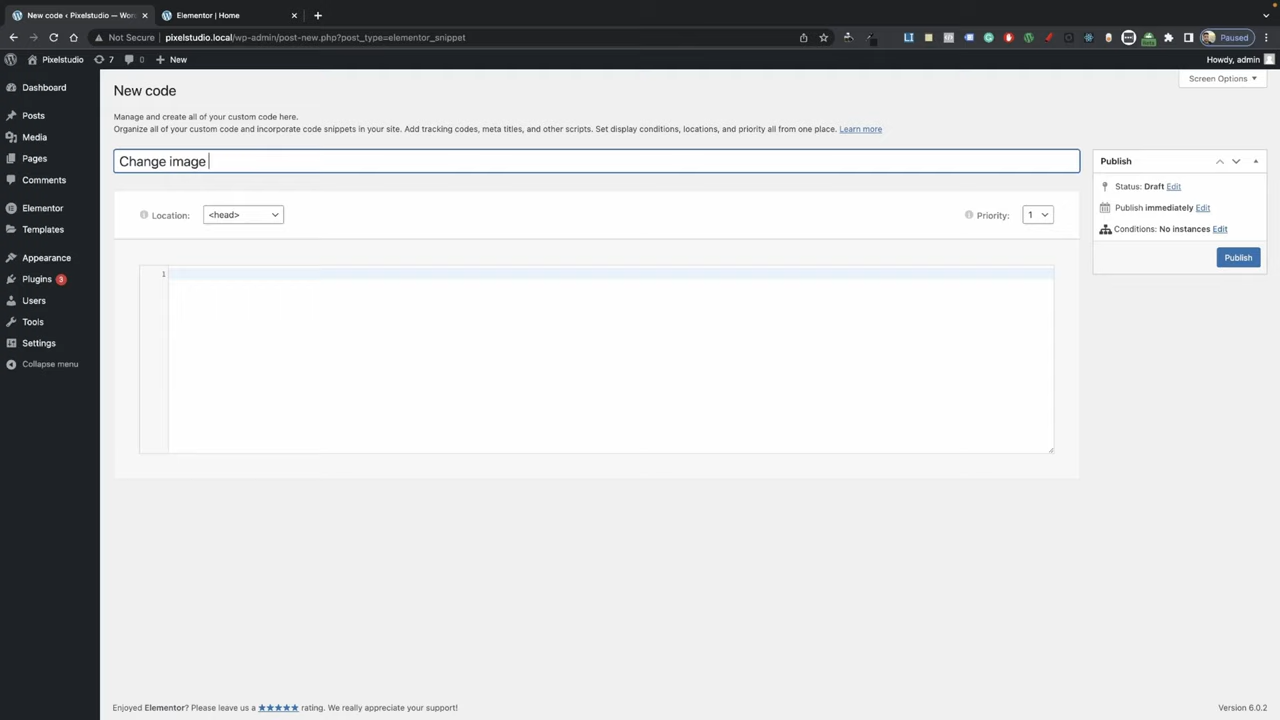 New code ‹ Pixelstudio — Wor
Elementor | Home
Not Secure
pixelstudio.local/wp-admin/post-new.php?post_type=elementor_snippet
Paused
Pixelstudio
7
0
New
Howdy, admin
Dashboard
Posts
Media
Pages
Comments
Elementor
Templates
Appearance
Plugins 3
Users
Tools
Settings
Collapse menu
Screen Options
New code
Manage and create all of your custom code here.
Organize all of your custom code and incorporate code snippets in your site. Add tracking codes, meta titles, and other scripts. Set display conditions, locations, and priority all from one place. Learn more
Change image
Location: <head>
Priority: 1
1
Publish
Status: Draft Edit
Publish immediately Edit
Conditions: No instances Edit
Publish
Enjoyed Elementor? Please leave us a ★★★★★ rating. We really appreciate your support!
Version 6.0.2